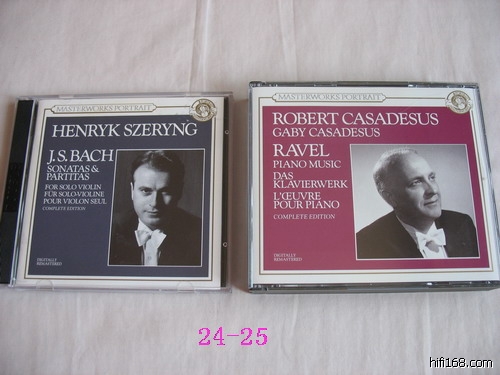 MASTERWORKS PORTRAIT
HENRYK SZERYNG
J.S. BACH
SONATAS &
PARTITAS
FOR SOLO VIOLIN
FÜR SOLO-VIOLINE
POUR VIOLON SEUL
COMPLETE EDITION
DIGITALLY
REMASTERED
MASTERWORKS PORTRAIT
ROBERT CASADESUS
GABY CASADESUS
RAVEL
PIANO MUSIC
DAS
KLAVIERWERK
L'ŒUVRE
POUR PIANO
COMPLETE EDITION
DIGITALLY
REMASTERED
24-25
hifi168.com